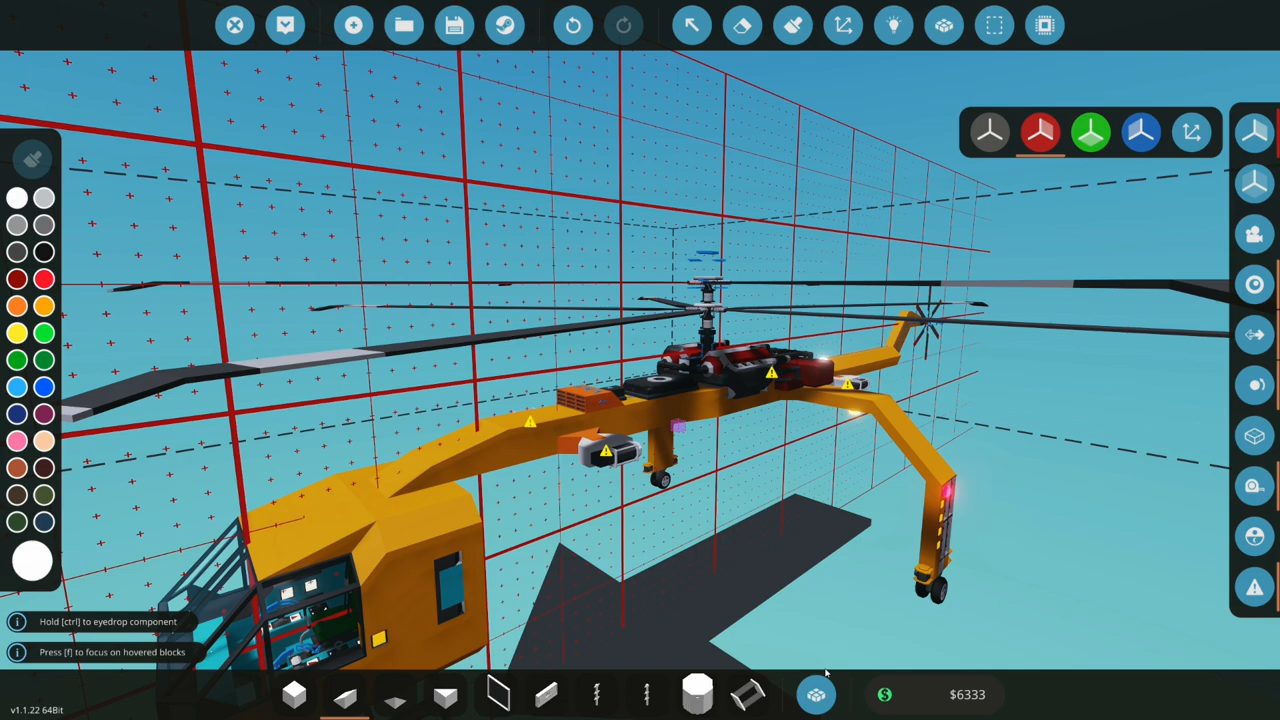 Hold [ctrl] to eyedrop component
Press [f] to focus on hovered blocks
$6333
v1.1.22 64Bit